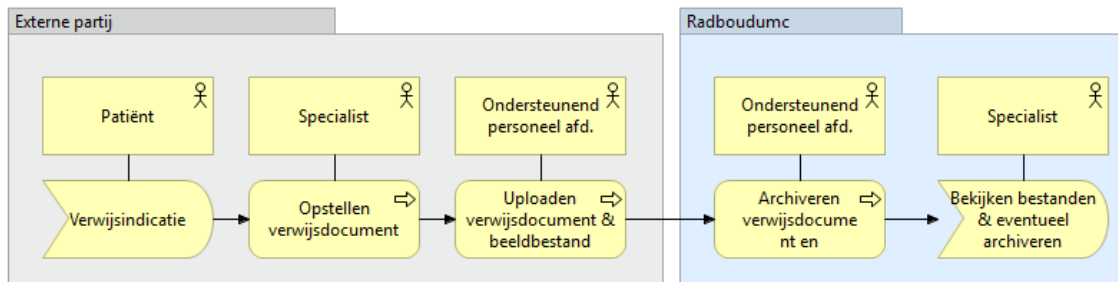 Externe partij
Radboudumc
Patiënt
Specialist
Ondersteunend
personeel afd.
Ondersteunend
personeel afd.
Specialist
Verwijsindicatie
Opstellen
verwijsdocument
Uploaden
verwijsdocument &
beeldbestand
Archiveren
verwijsdocume
nt en
Bekijken bestanden
& eventueel
archiveren